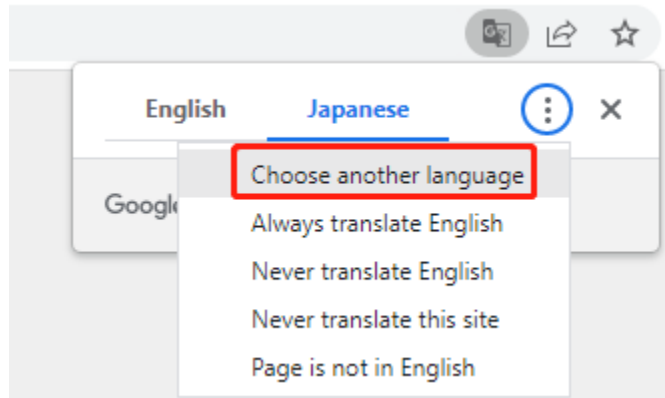 English Japanese
Choose another language
Google
Always translate English
Never translate English
Never translate this site
Page is not in English